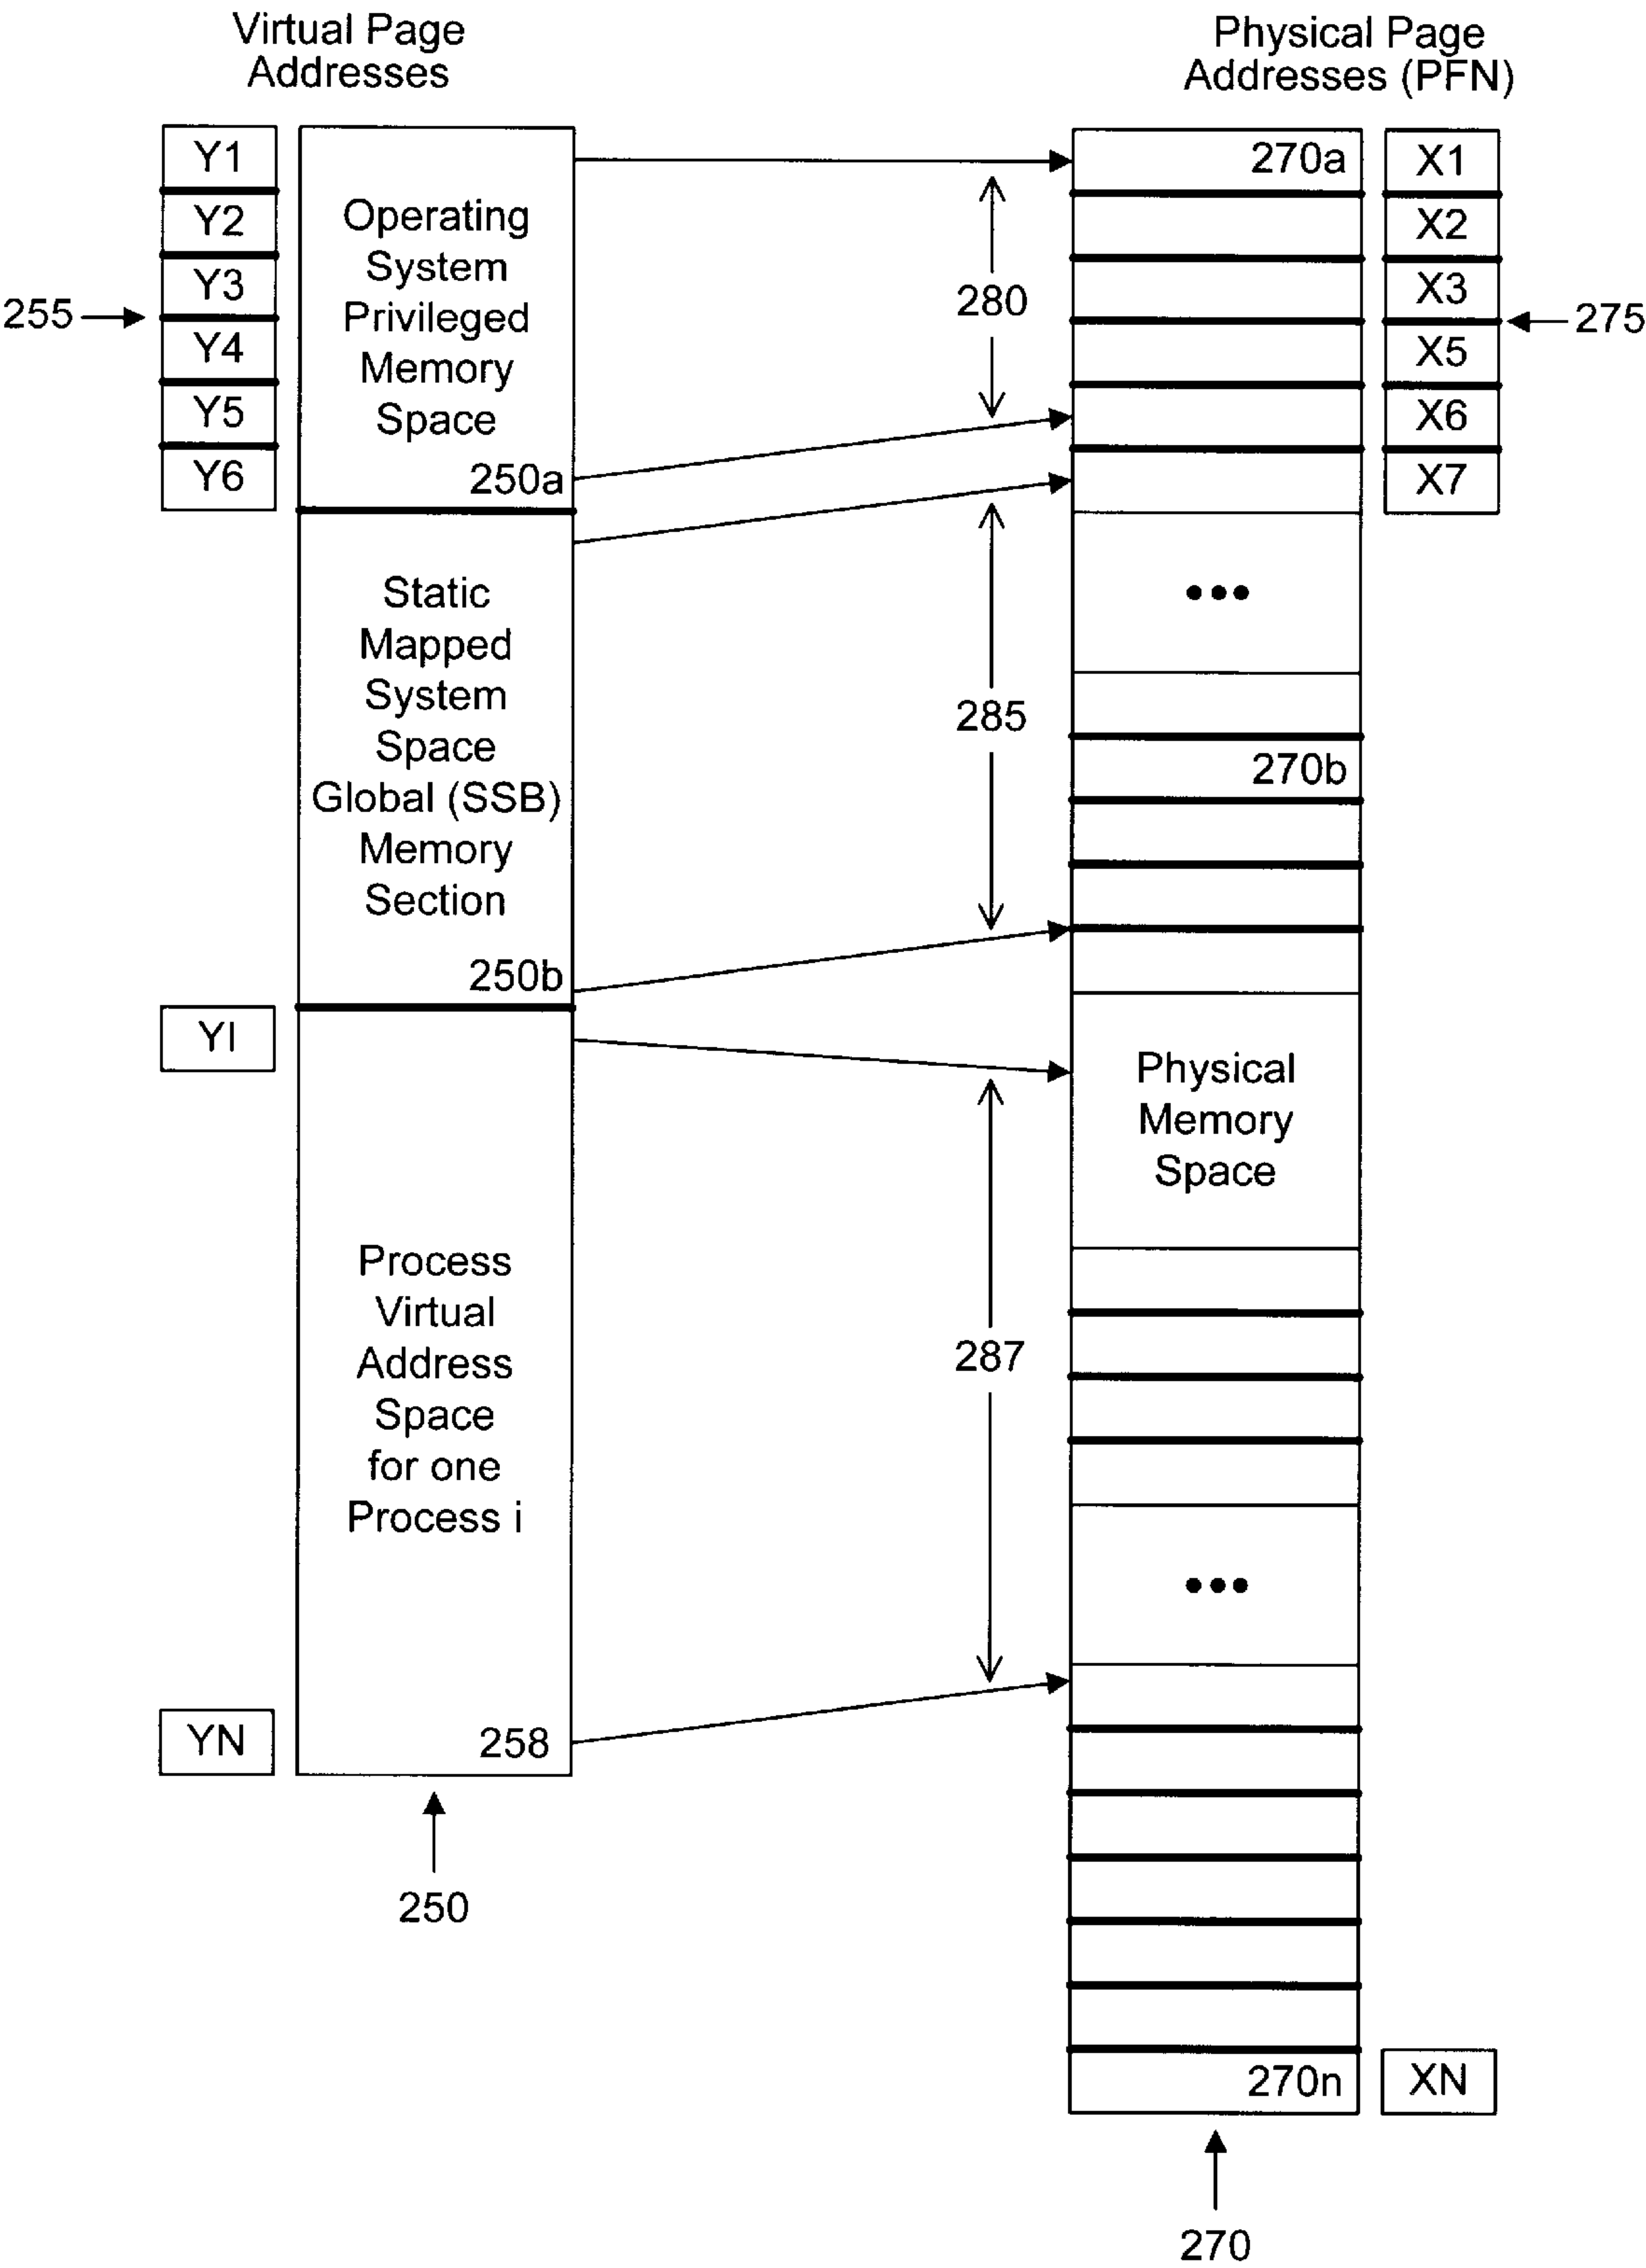 Virtual Page
Addresses
Physical Page
Addresses (PFN)
Y1
Y2
Y3
Y4
Y5
Y6
255
Operating
System
Privileged
Memory
Space
250a
280
270a
X1
X2
X3
X5
X6
X7
275
Static
Mapped
System
Space
Global (SSB)
Memory
Section
250b
285
•••
270b
YI
Physical
Memory
Space
Process
Virtual
Address
Space
for one
Process i
287
•••
YN
258
250
270n
XN
270